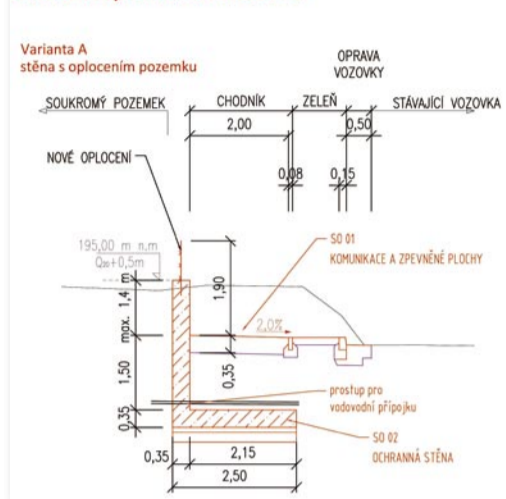 Varianta A
stěna s oplocením pozemku
OPRAVA
VOZOVKY
SOUKROMÝ POZEMEK
CHODNÍK
ZELEŇ
STÁVAJÍCÍ VOZOVKA
2,00
0,50
NOVÉ OPLOCENÍ
0,08
0,15
195,00 m n.m
Q₂₀+0,5m
SO 01
KOMUNIKACE A ZPEVNĚNÉ PLOCHY
max. 1,4 m
1,90
2.0%
1,50
0,35
prostup pro
vodovodní přípojku
0,35
SO 02
OCHRANNÁ STĚNA
0,35
2,15
2,50